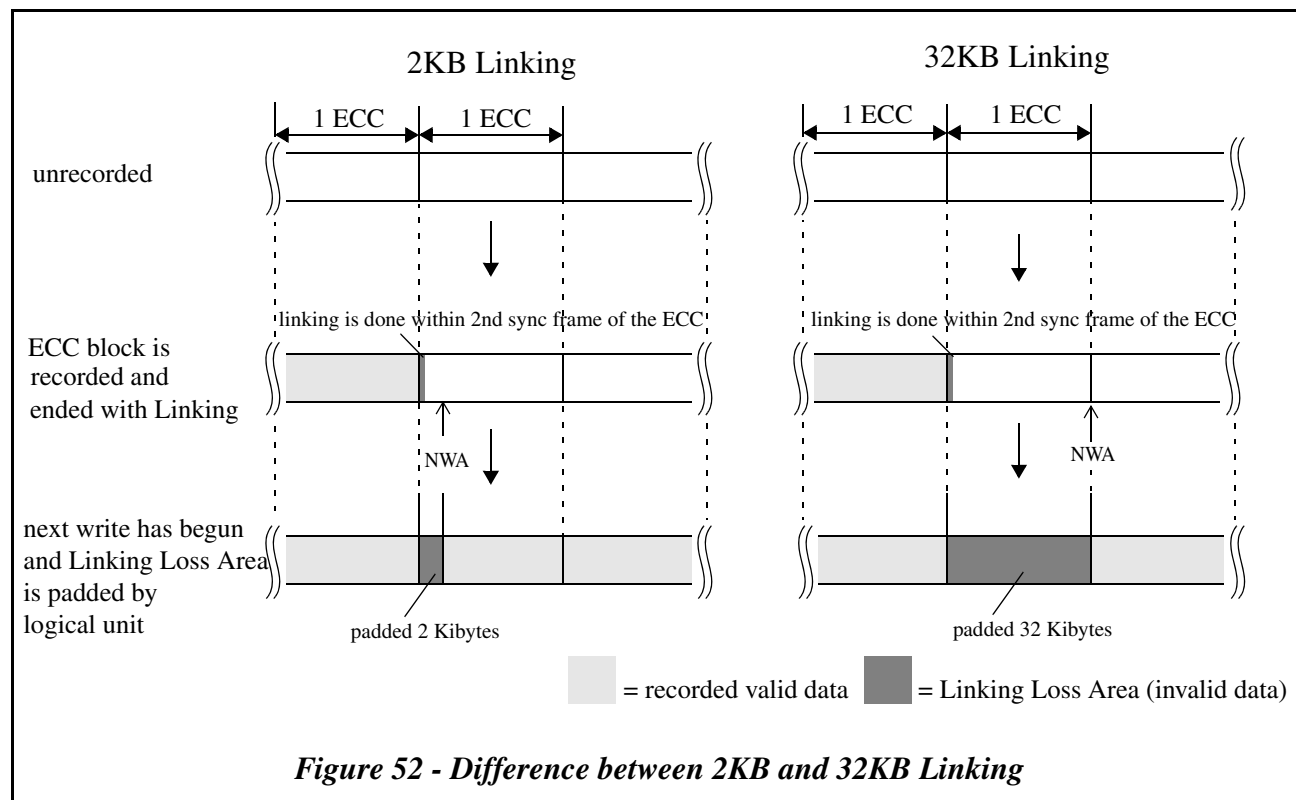 2KB Linking
32KB Linking
1 ECC
1 ECC
1 ECC
1 ECC
unrecorded
linking is done within 2nd sync frame of the ECC
linking is done within 2nd sync frame of the ECC
ECC block is
recorded and
ended with Linking
NWA
NWA
next write has begun
and Linking Loss Area
is padded by
logical unit
padded 2 Kibytes
padded 32 Kibytes
= recorded valid data
= Linking Loss Area (invalid data)
Figure 52 - Difference between 2KB and 32KB Linking